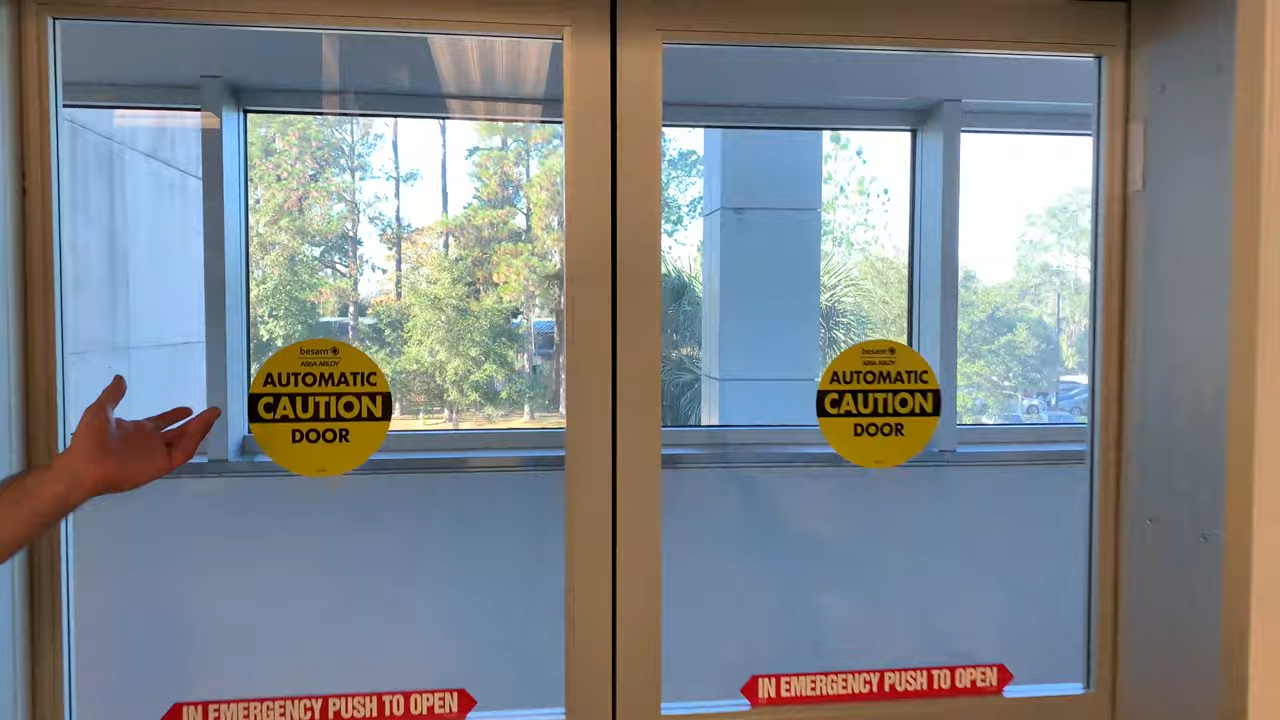 besam
ASSA ABLOY
AUTOMATIC
CAUTION
DOOR
besam
ASSA ABLOY
AUTOMATIC
CAUTION
DOOR
IN EMERGENCY PUSH TO OPEN
IN EMERGENCY PUSH TO OPEN